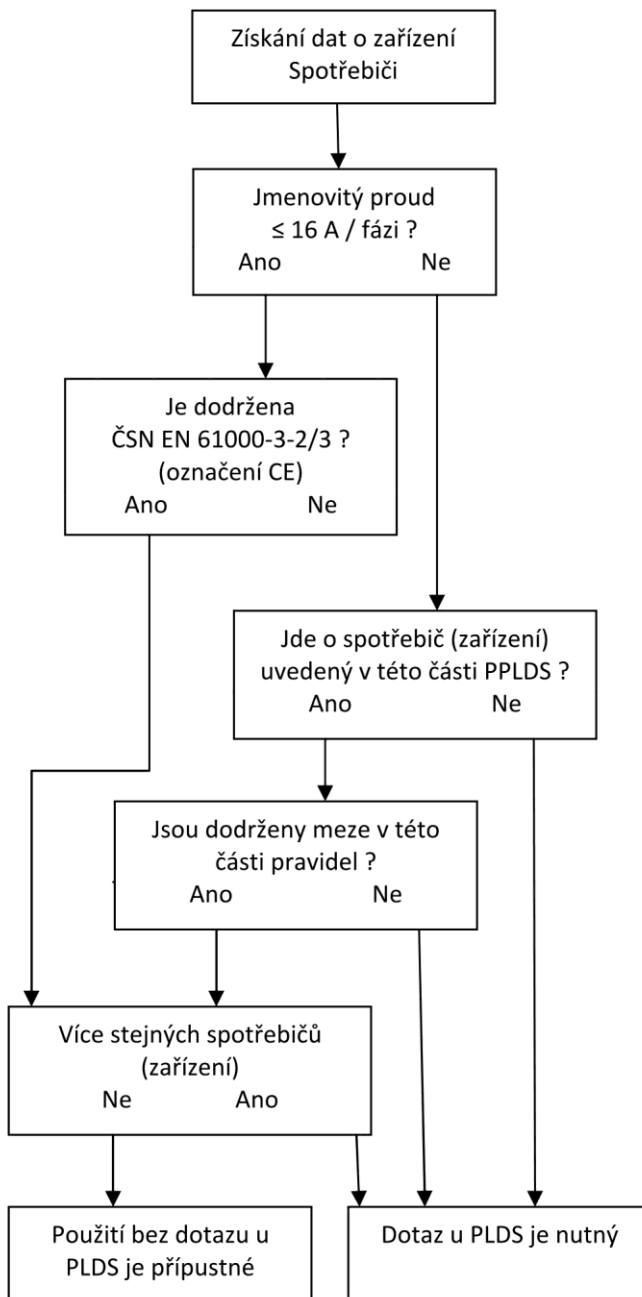 Získání dat o zařízení
Spotřebiči
Jmenovitý proud
≤ 16 A / fázi ?
Ano Ne
Je dodržena
ČSN EN 61000-3-2/3 ?
(označení CE)
Ano Ne
Jde o spotřebič (zařízení)
uvedený v této části PPLDS ?
Ano Ne
Jsou dodrženy meze v této
části pravidel ?
Ano Ne
Více stejných spotřebičů
(zařízení)
Ne Ano
Použití bez dotazu u
PLDS je přípustné
Dotaz u PLDS je nutný